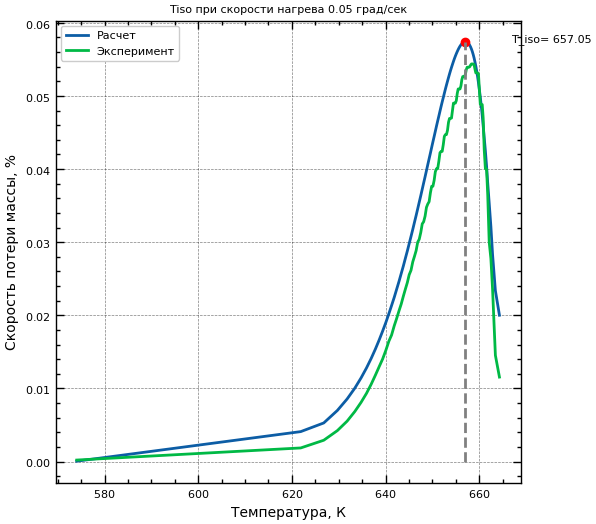 Tiso при скорости нагрева 0.05 град/сек
Расчет
Эксперимент
T_iso= 657.05
Скорость потери массы, %
0.06
0.05
0.04
0.03
0.02
0.01
0.00
580 600 620 640 660
Температура, К